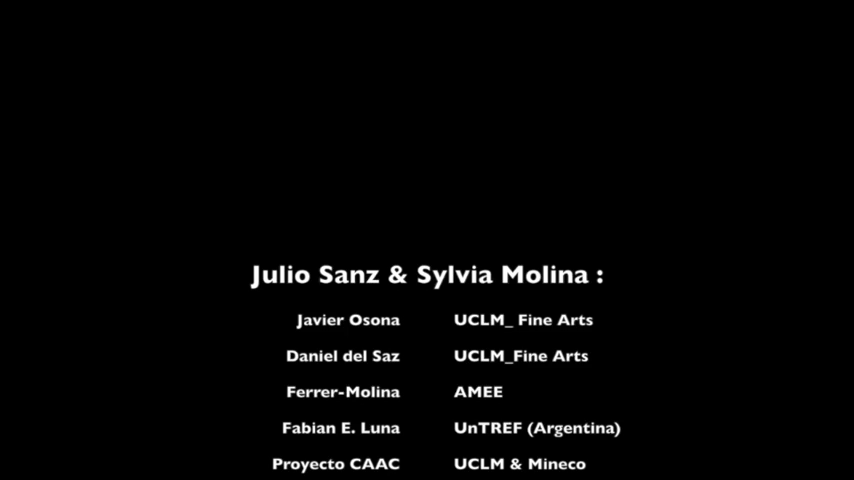 Julio Sanz & Sylvia Molina :
Javier Osona UCLM_ Fine Arts
Daniel del Saz UCLM_Fine Arts
Ferrer-Molina AMEE
Fabian E. Luna UnTREF (Argentina)
Proyecto CAAC UCLM & Mineco